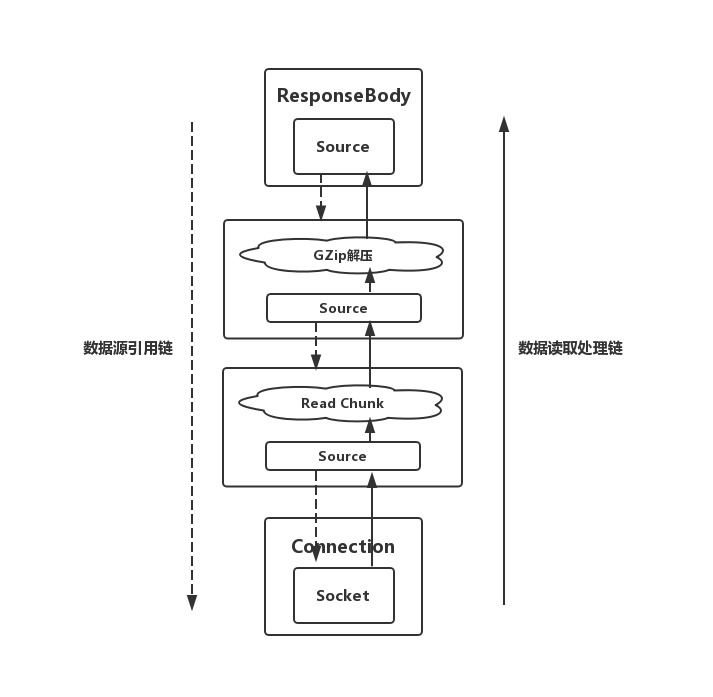 ResponseBody
Source
GZip解压
Source
数据源引用链
数据读取处理链
Read Chunk
Source
Connection
Socket